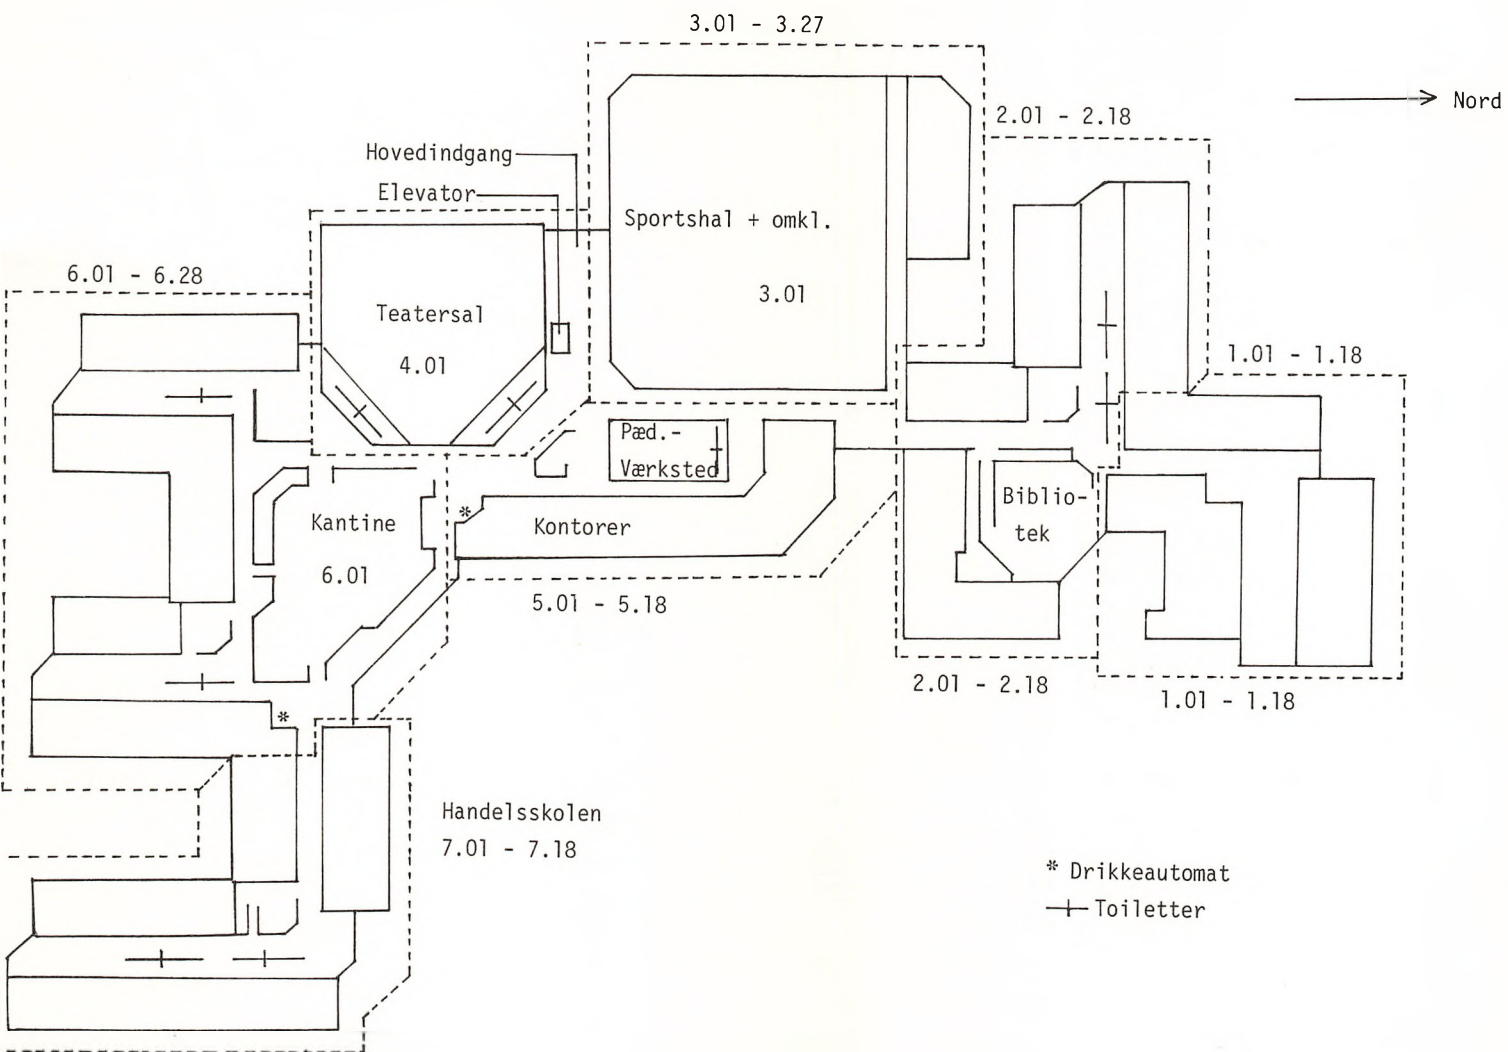 3.01 - 3.27
Nord
2.01 - 2.18
Hovedindgang
Elevator
Sportshal + omkl.
3.01
6.01 - 6.28
Teatersal
4.01
1.01 - 1.18
Pæd.-
Værksted
Kantine
6.01
* Kontorer
Biblio-
tek
5.01 - 5.18
2.01 - 2.18
1.01 - 1.18
*
Handelsskolen
7.01 - 7.18
* Drikkeautomat
Toiletter